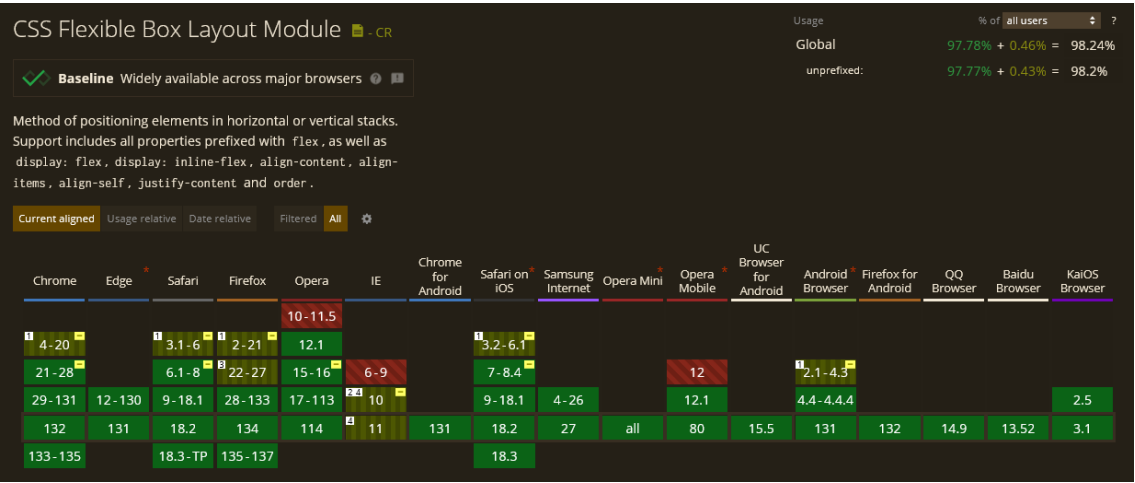 CSS Flexible Box Layout Module - CR
Usage % of all users ?
Global 97.78% + 0.46% = 98.24%
unprefixed: 97.77% + 0.43% = 98.2%
Baseline Widely available across major browsers ?
Method of positioning elements in horizontal or vertical stacks.
Support includes all properties prefixed with flex, as well as
display: flex, display: inline-flex, align-content, align-
items, align-self, justify-content and order.
Current aligned Usage relative Date relative Filtered All
Chrome Edge * Safari Firefox Opera IE Chrome for Android Safari on iOS * Samsung Internet Opera Mini * Opera Mobile * UC Browser for Android Android Browser * Firefox for Android QQ Browser Baidu Browser KaiOS Browser
10-11.5
1 4-20 1 3.1-6 1 2-21 12.1 1 3.2-6.1
21-28 6.1-8 3 22-27 15-16 6-9 7-8.4 12 1 2.1-4.3
29-131 12-130 9-18.1 28-133 17-113 2 4 10 9-18.1 4-26 12.1 4.4-4.4.4 2.5
132 131 18.2 134 114 4 11 131 18.2 27 all 80 15.5 131 132 14.9 13.52 3.1
133-135 18.3-TP 135-137 18.3